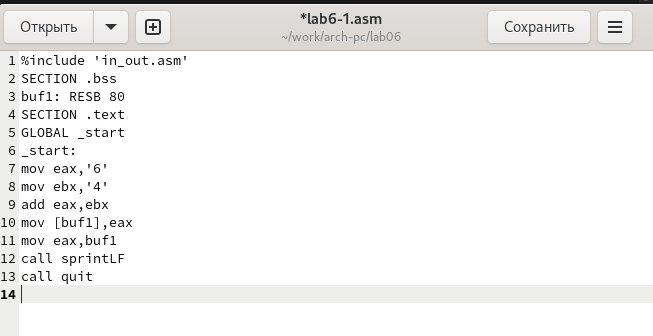 Открыть
*lab6-1.asm
~/work/arch-pc/lab06
Сохранить
1 %include 'in_out.asm'
2 SECTION .bss
3 buf1: RESB 80
4 SECTION .text
5 GLOBAL _start
6 _start:
7 mov eax,'6'
8 mov ebx,'4'
9 add eax,ebx
10 mov [buf1],eax
11 mov eax,buf1
12 call sprintLF
13 call quit
14